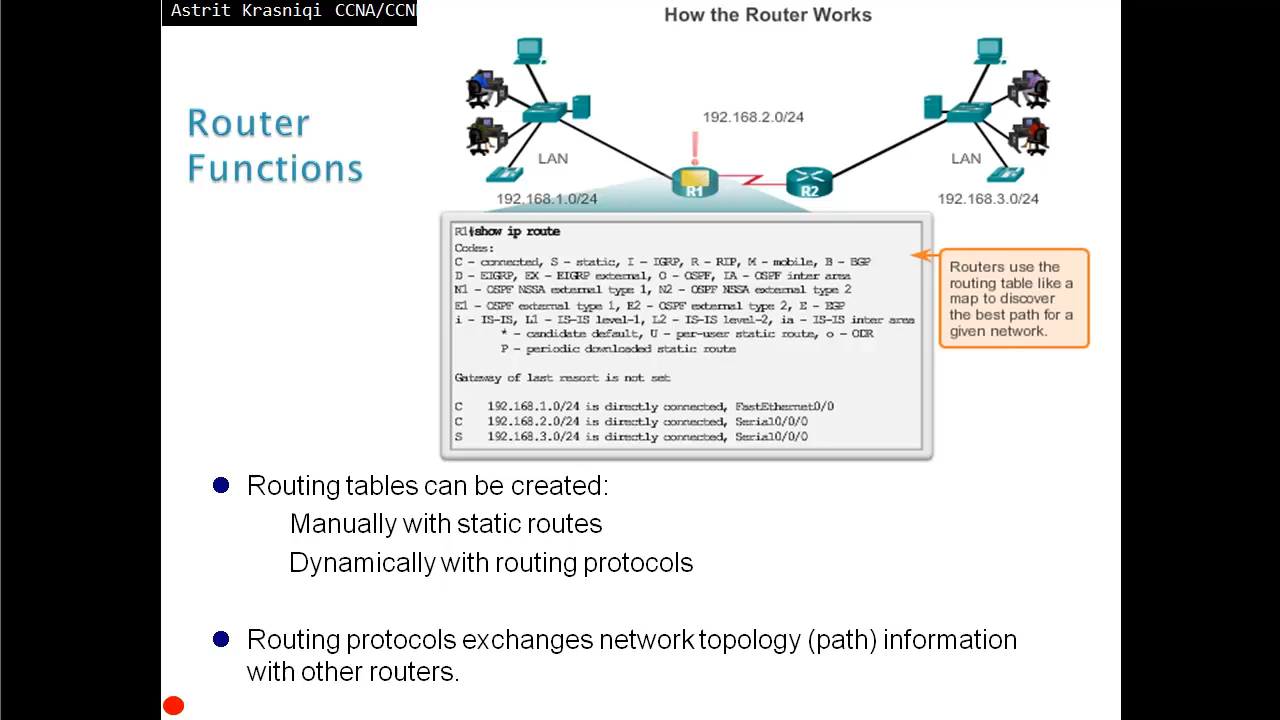 Astrit Krasniqi CCNA/CCN
How the Router Works
Router
Functions
192.168.2.0/24
LAN
LAN
R1
R2
192.168.1.0/24
192.168.3.0/24
R1#show ip route
Codes:
C - connected, S - static, I - IGRP, R - RIP, M - mobile, B - BGP
D - EIGRP, EX - EIGRP external, O - OSPF, IA - OSPF inter area
N1 - OSPF NSSA external type 1, N2 - OSPF NSSA external type 2
E1 - OSPF external type 1, E2 - OSPF external type 2, E - EGP
i - IS-IS, L1 - IS-IS level-1, L2 - IS-IS level-2, ia - IS-IS inter area
* - candidate default, U - per-user static route, o - ODR
P - periodic downloaded static route
Gateway of last resort is not set
C 192.168.1.0/24 is directly connected, FastEthernet0/0
C 192.168.2.0/24 is directly connected, Serial0/0/0
S 192.168.3.0/24 is directly connected, Serial0/0/0
Routers use the
routing table like a
map to discover
the best path for a
given network.
Routing tables can be created:
Manually with static routes
Dynamically with routing protocols
Routing protocols exchanges network topology (path) information
with other routers.